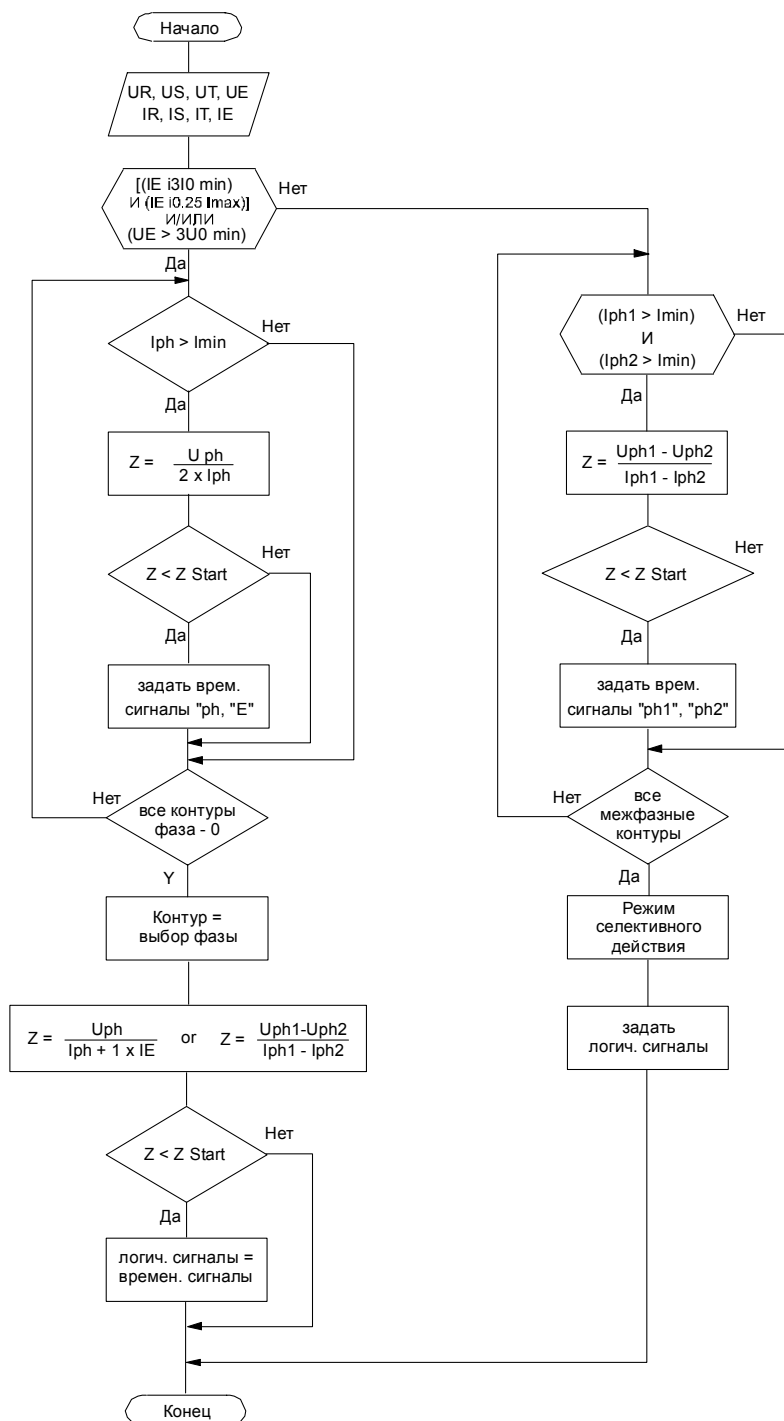 Начало
UR, US, UT, UE
IR, IS, IT, IE
[(IE i3I0 min)
И (IE i0.25 Imax)]
И/ИЛИ
(UE > 3U0 min)
Нет
Да
Iph > Imin
Нет
Да
Z = U ph / 2 x Iph
Z < Z Start
Нет
Да
задать врем.
сигналы "ph, "E"
Нет
все контуры
фаза - 0
Y
Контур =
выбор фазы
Z = Uph / Iph + 1 x IE or Z = Uph1-Uph2 / Iph1 - Iph2
Z < Z Start
Нет
Да
логич. сигналы =
времен. сигналы
Конец
(Iph1 > Imin)
И
(Iph2 > Imin)
Нет
Да
Z = Uph1 - Uph2 / Iph1 - Iph2
Нет
Z < Z Start
Да
задать врем.
сигналы "ph1", "ph2"
Нет
все
межфазные
контуры
Да
Режим
селективного
действия
задать
логич. сигналы